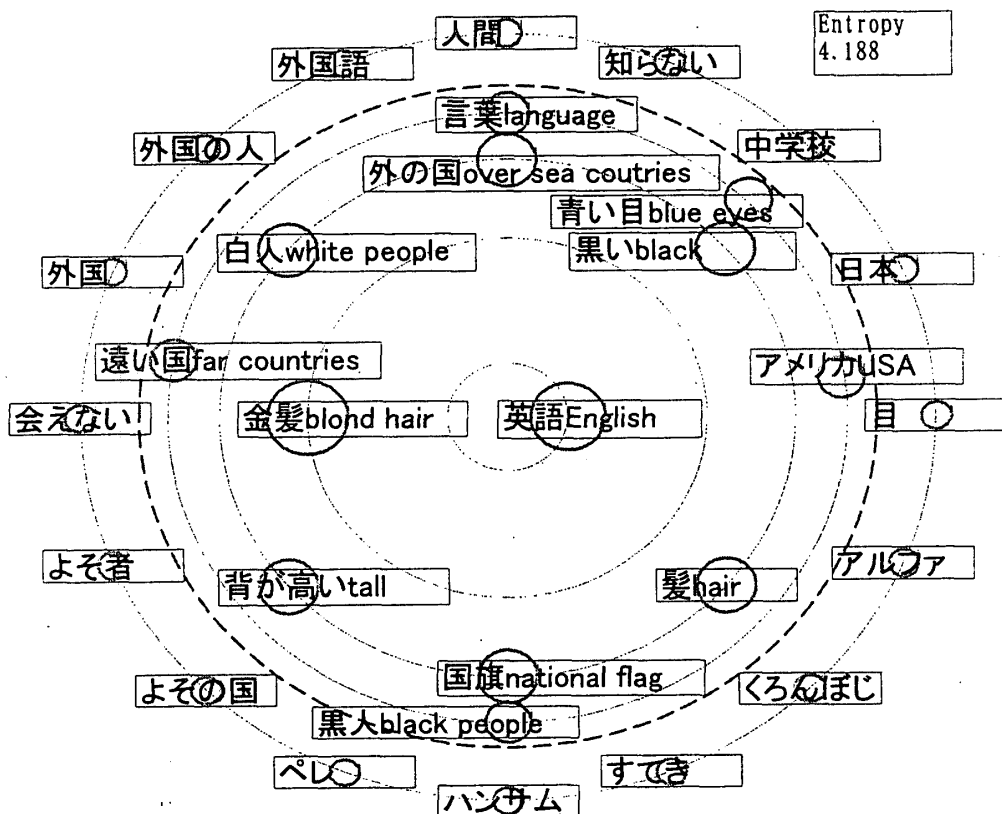 人間
Entropy
4.188
外国語
知らない
言葉language
外国の人
中学校
外の国over sea coutries
青い目blue eyes
白人white people
黒い black
外国
日本
遠い国far countries
アメリカUSA
会えない
金髪blond hair
英語English
目
よそ者
アルファ
背が高いtall
髪hair
よその国
国旗national flag
くろんぼじ
黒人black people
ペレ
すてき
ハンサム